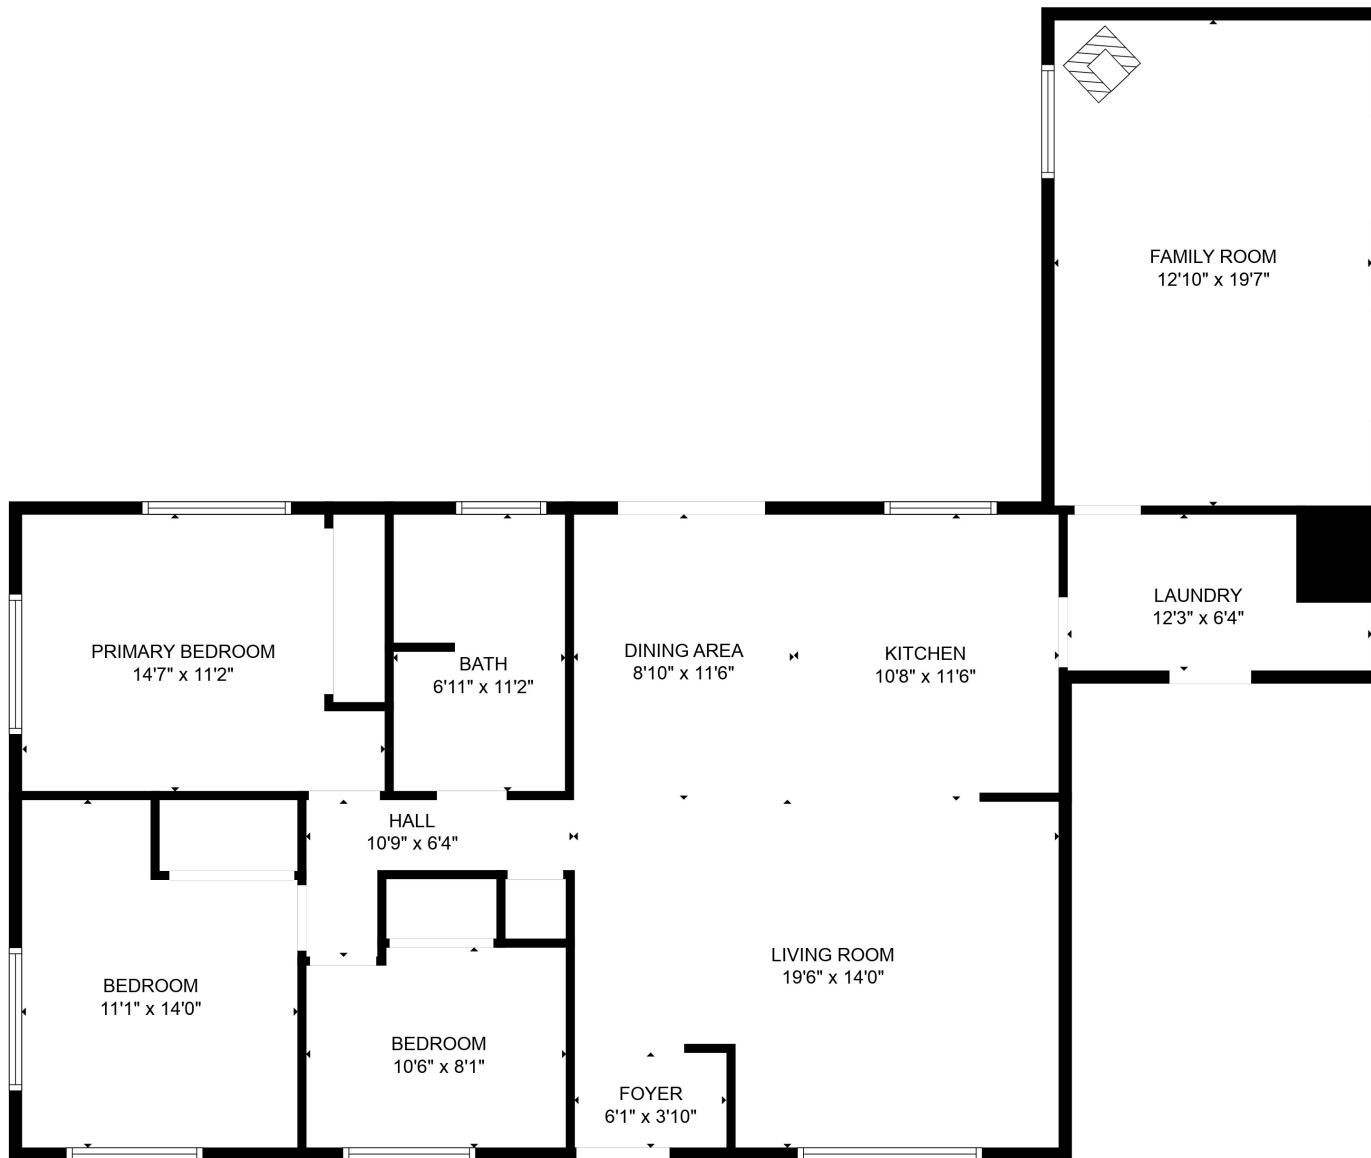 FAMILY ROOM
12'10" x 19'7"
LAUNDRY
12'3" x 6'4"
PRIMARY BEDROOM
14'7" x 11'2"
BATH
6'11" x 11'2"
DINING AREA
8'10" x 11'6"
KITCHEN
10'8" x 11'6"
HALL
10'9" x 6'4"
LIVING ROOM
19'6" x 14'0"
BEDROOM
11'1" x 14'0"
BEDROOM
10'6" x 8'1"
FOYER
6'1" x 3'10"